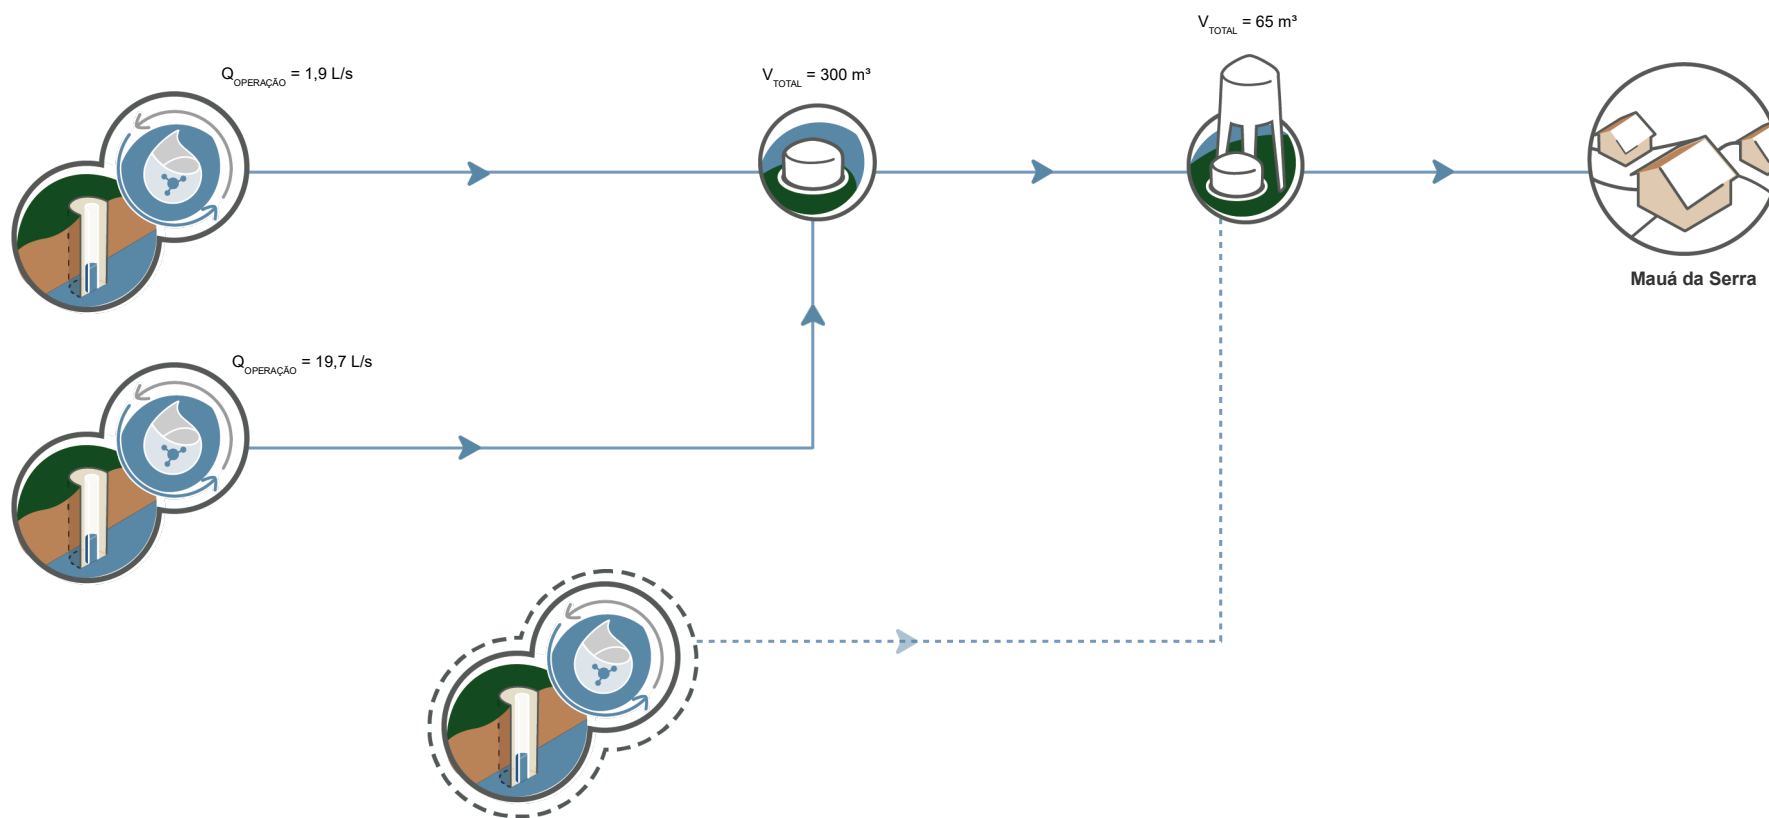 V_TOTAL = 65 m³
Q_OPERAÇÃO = 1,9 L/s
V_TOTAL = 300 m³
Mauá da Serra
Q_OPERAÇÃO = 19,7 L/s